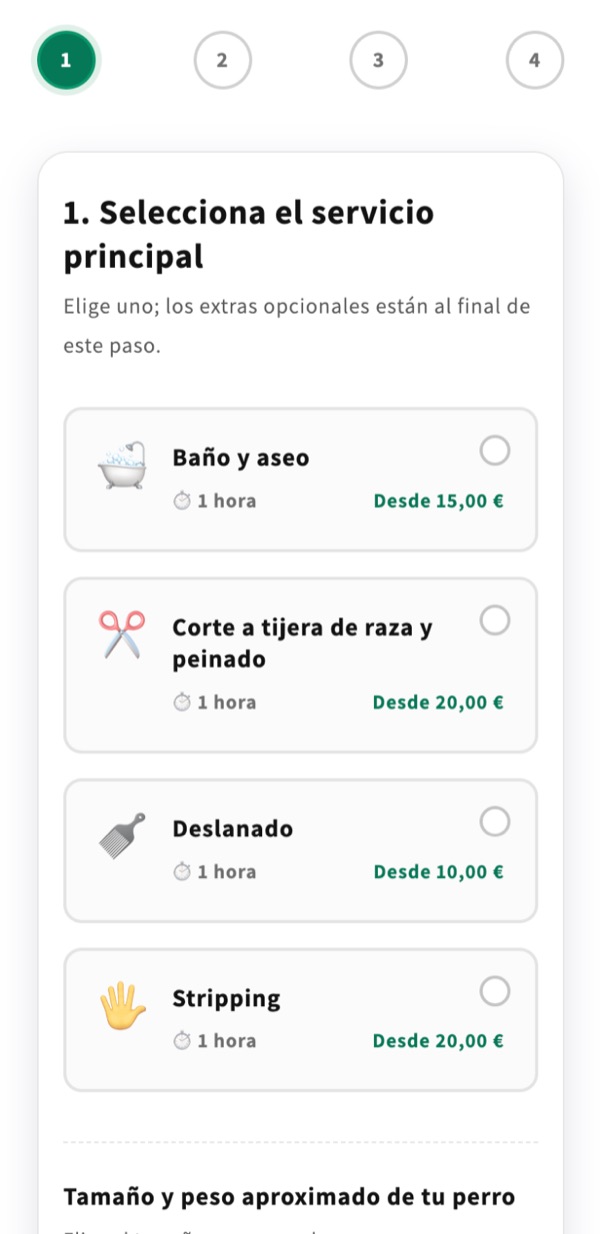 1
2
3
4
1. Selecciona el servicio
principal
Elige uno; los extras opcionales están al final de
este paso.
Baño y aseo
1 hora
Desde 15,00 €
Corte a tijera de raza y
peinado
1 hora
Desde 20,00 €
Deslanado
1 hora
Desde 10,00 €
Stripping
1 hora
Desde 20,00 €
Tamaño y peso aproximado de tu perro